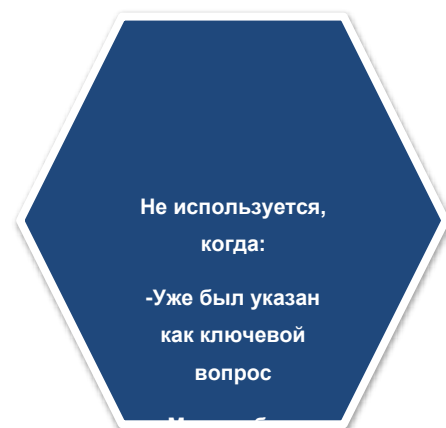 Не используется,
когда:
-Уже был указан
как ключевой
вопрос